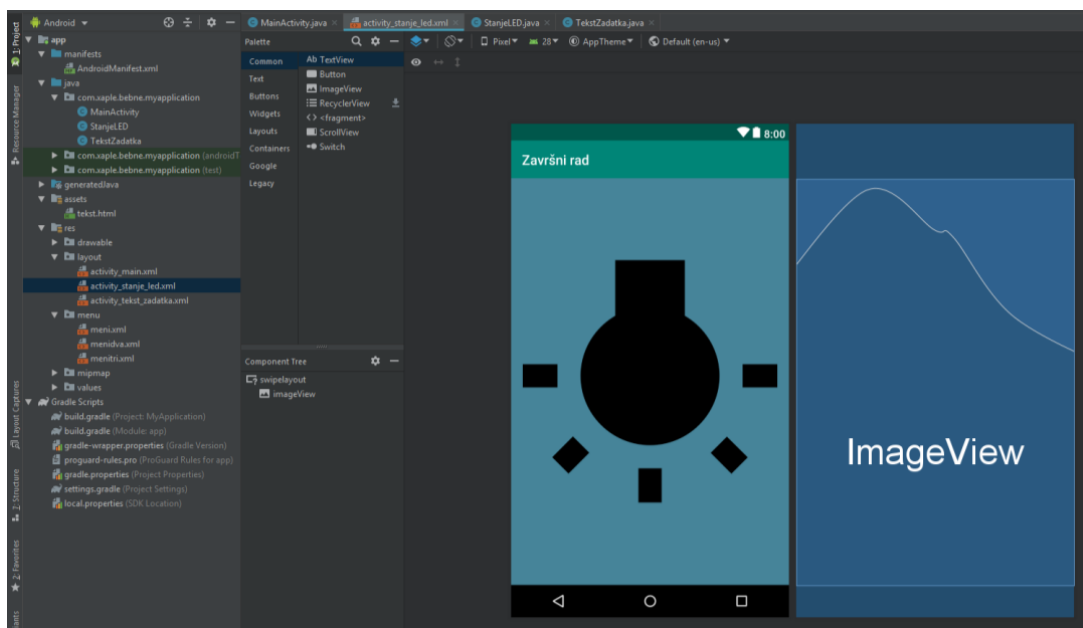 Android
MainActivity.java
activity_stanje_led.xml
StanjeLED.java
TekstZadatka.java
1: Project
Resource Manager
Layout Captures
Z: Structure
2: Favorites
app
manifests
AndroidManifest.xml
java
com.xaple.bebne.myapplication
MainActivity
StanjeLED
TekstZadatka
com.xaple.bebne.myapplication (androidT
com.xaple.bebne.myapplication (test)
generatedJava
assets
tekst.html
res
drawable
layout
activity_main.xml
activity_stanje_led.xml
activity_tekst_zadatka.xml
menu
meni.xml
menidva.xml
menitri.xml
mipmap
values
Gradle Scripts
build.gradle (Project: MyApplication)
build.gradle (Module: app)
gradle-wrapper.properties (Gradle Version)
proguard-rules.pro (ProGuard Rules for app)
gradle.properties (Project Properties)
settings.gradle (Project Settings)
local.properties (SDK Location)
Palette
Common
Text
Buttons
Widgets
Layouts
Containers
Google
Legacy
Ab TextView
Button
ImageView
RecyclerView
<> <fragment>
ScrollView
Switch
Component Tree
swipelayout
imageView
Pixel
28
AppTheme
Default (en-us)
8:00
Završni rad
ImageView